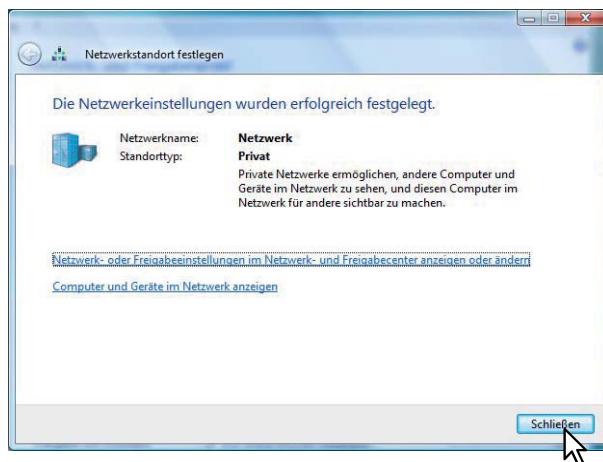 Netzwerkstandort festlegen
Die Netzwerkeinstellungen wurden erfolgreich festgelegt.
Netzwerkname: Netzwerk
Standorttyp: Privat
Private Netzwerke ermöglichen, andere Computer und
Geräte im Netzwerk zu sehen, und diesen Computer im
Netzwerk für andere sichtbar zu machen.
Netzwerk- oder Freigabeeinstellungen im Netzwerk- und Freigabecenter anzeigen oder ändern
Computer und Geräte im Netzwerk anzeigen
Schließen